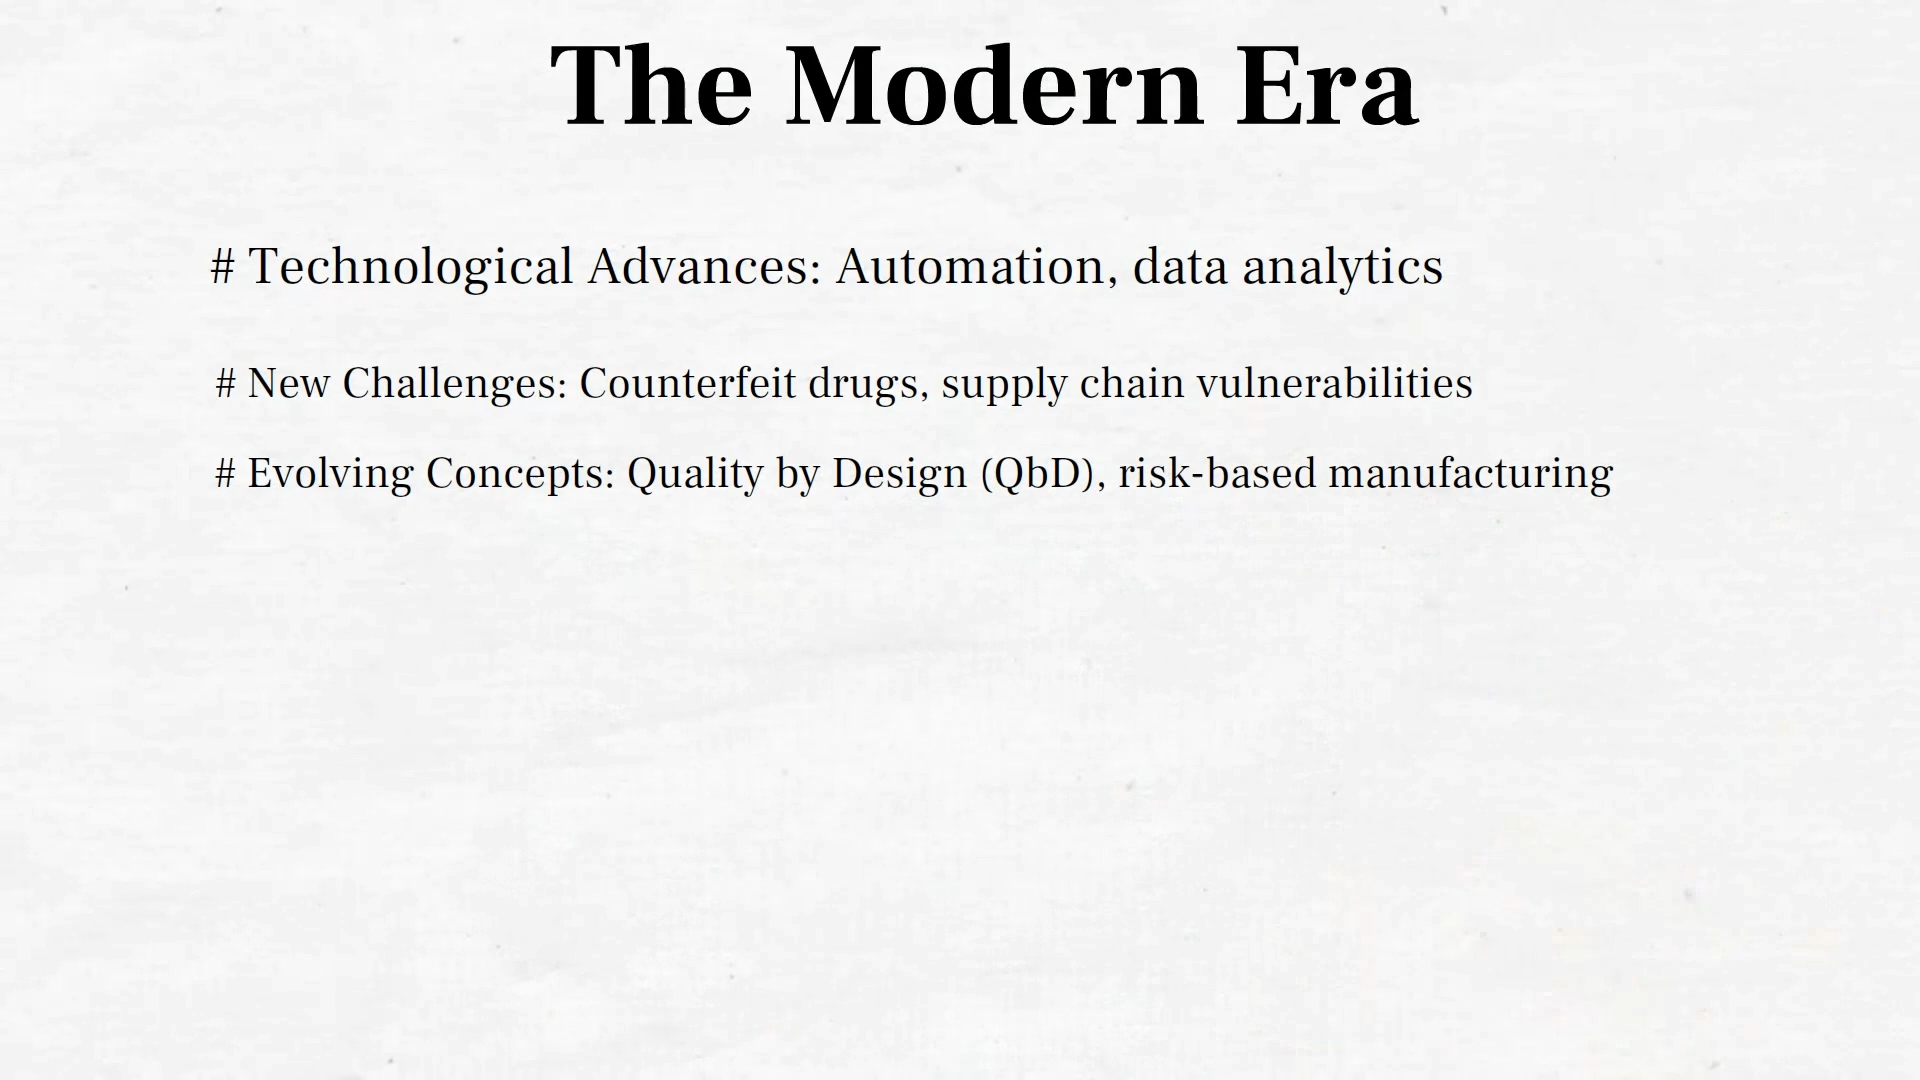 The Modern Era
# Technological Advances: Automation, data analytics
# New Challenges: Counterfeit drugs, supply chain vulnerabilities
# Evolving Concepts: Quality by Design (QbD), risk-based manufacturing